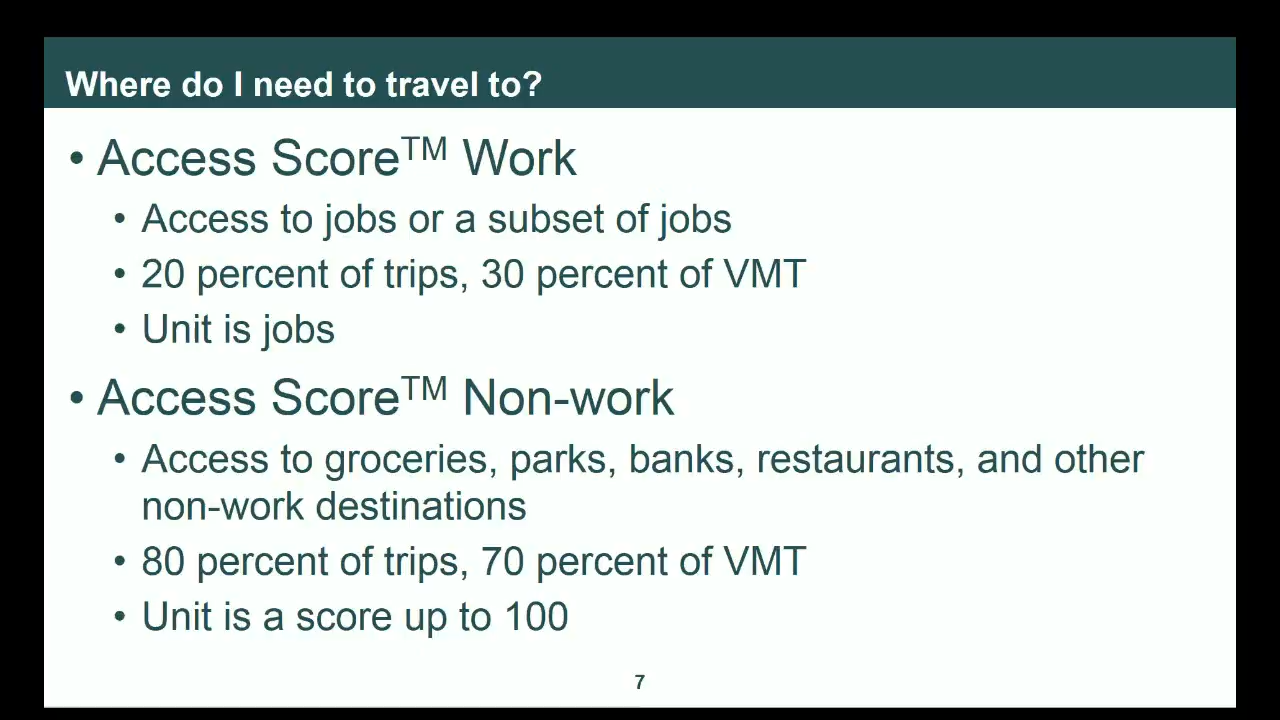 Where do I need to travel to?
• Access Score™ Work
• Access to jobs or a subset of jobs
• 20 percent of trips, 30 percent of VMT
• Unit is jobs
• Access Score™ Non-work
• Access to groceries, parks, banks, restaurants, and other
non-work destinations
• 80 percent of trips, 70 percent of VMT
• Unit is a score up to 100
7